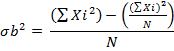 σb² = ((∑Xi²) − ((∑Xi)²/N))/N